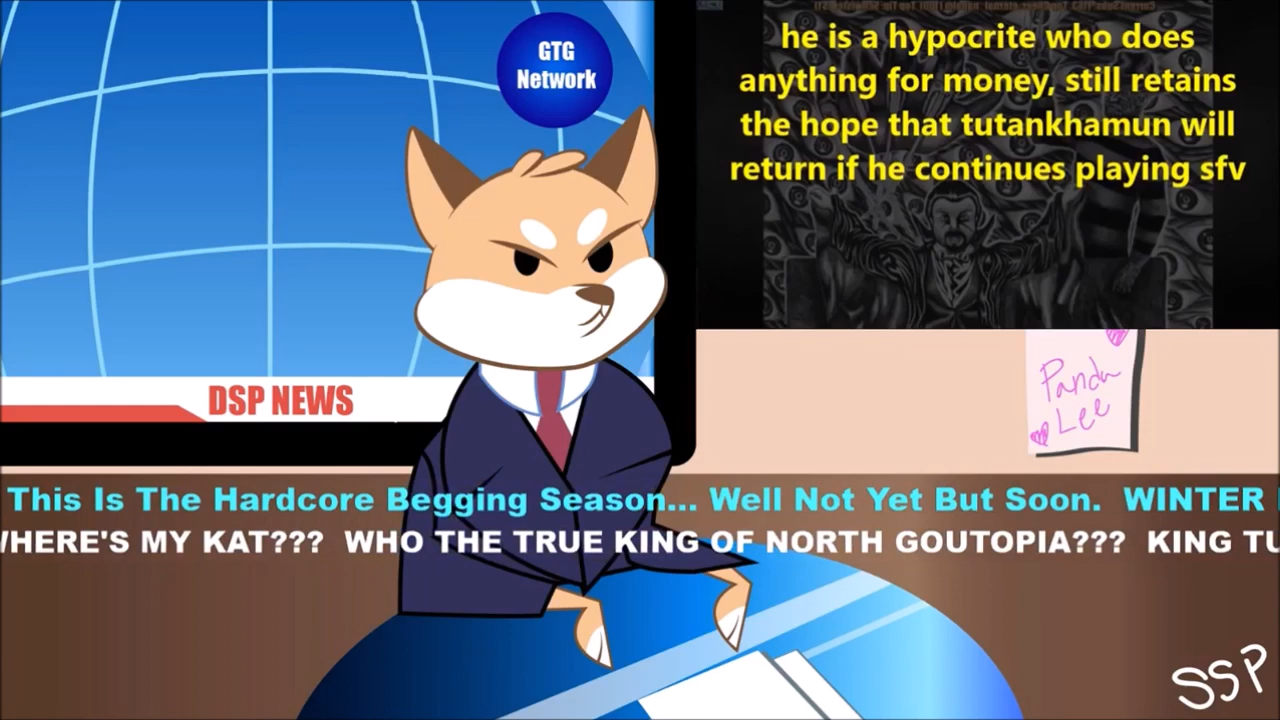 GTG
Network
he is a hypocrite who does
anything for money, still retains
the hope that tutankhamun will
return if he continues playing sfv
DSP NEWS
Panda
Lee
This Is The Hardcore Begging Season... Well Not Yet But Soon. WINTER
WHERE'S MY KAT??? WHO THE TRUE KING OF NORTH GOUTOPIA??? KING TU
SSP